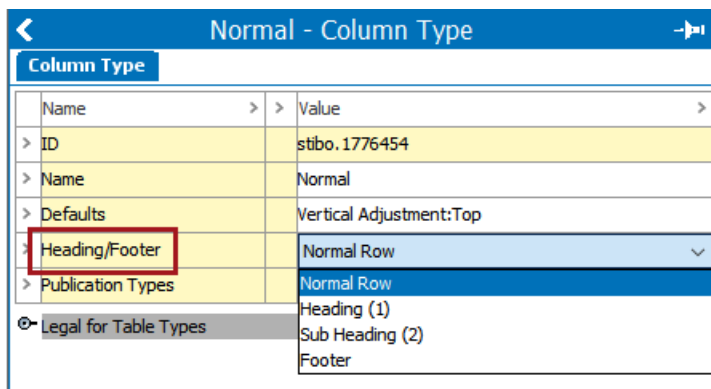 Normal - Column Type
Column Type
Name > > Value >
> ID stibo.1776454
> Name Normal
> Defaults Vertical Adjustment:Top
> Heading/Footer Normal Row
> Publication Types Normal Row
Heading (1)
Legal for Table Types Sub Heading (2)
Footer